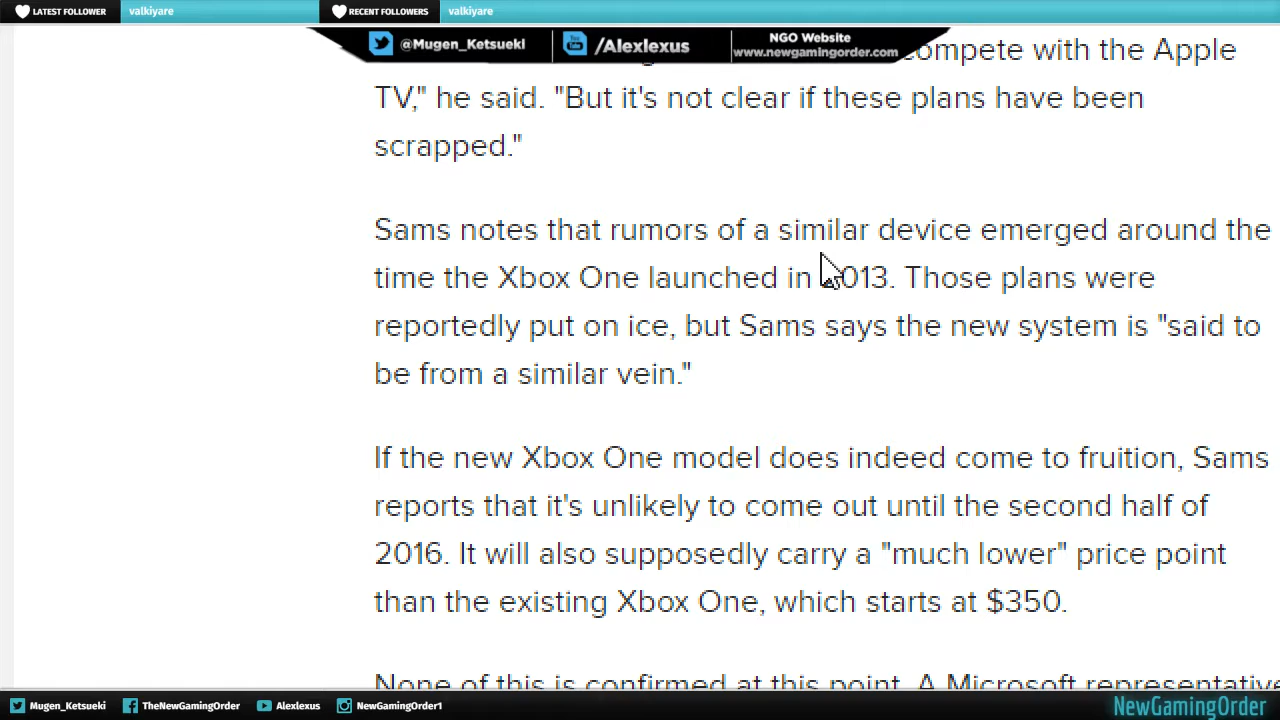 LATEST FOLLOWER valkiyare RECENT FOLLOWERS valkiyare
@Mugen_Ketsueki /Alexlexus NGO Website
www.newgamingorder.com
compete with the Apple
TV," he said. "But it's not clear if these plans have been
scrapped."
Sams notes that rumors of a similar device emerged around the
time the Xbox One launched in 2013. Those plans were
reportedly put on ice, but Sams says the new system is "said to
be from a similar vein."
If the new Xbox One model does indeed come to fruition, Sams
reports that it's unlikely to come out until the second half of
2016. It will also supposedly carry a "much lower" price point
than the existing Xbox One, which starts at $350.
None of this is confirmed at this point. A Microsoft representative
Mugen_Ketsueki TheNewGamingOrder Alexlexus NewGamingOrder1 NewGamingOrder